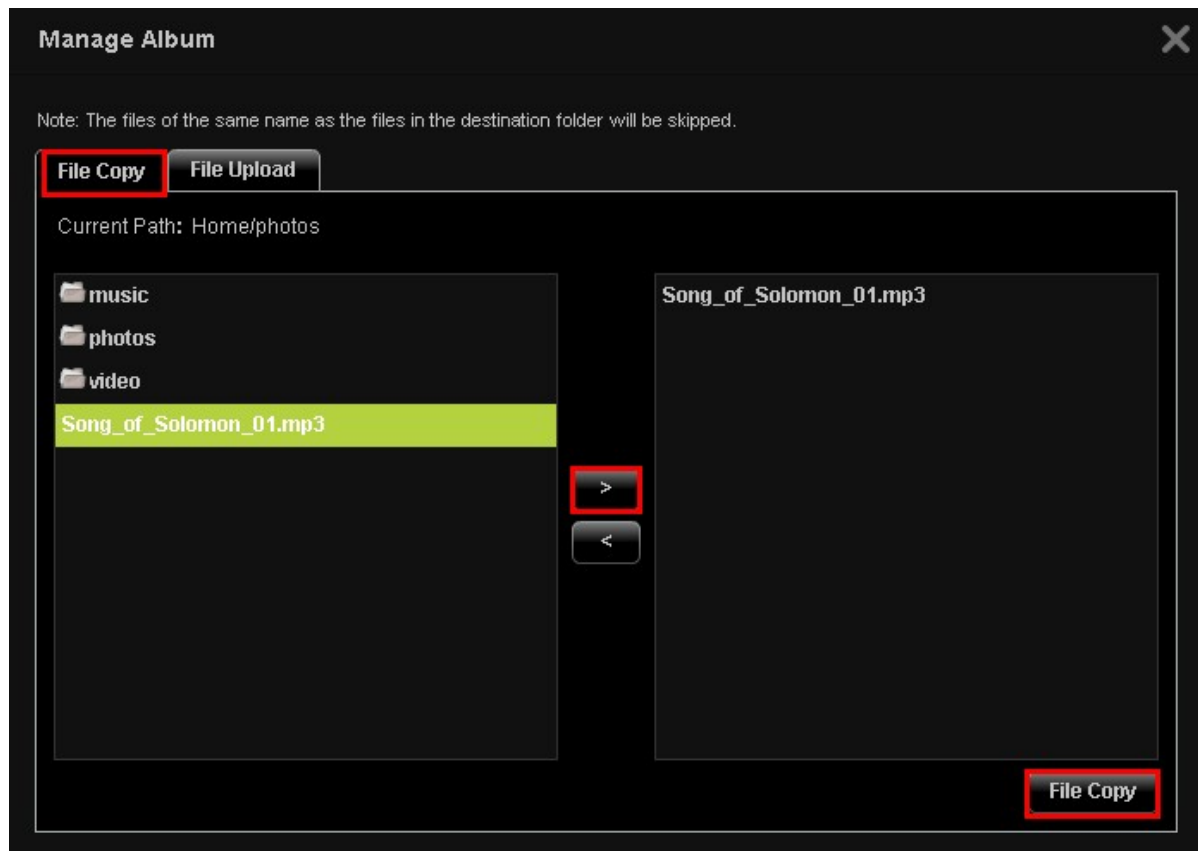 Manage Album
Note: The files of the same name as the files in the destination folder will be skipped.
File Copy
File Upload
Current Path: Home/photos
music
photos
video
Song_of_Solomon_01.mp3
Song_of_Solomon_01.mp3
>
<
File Copy